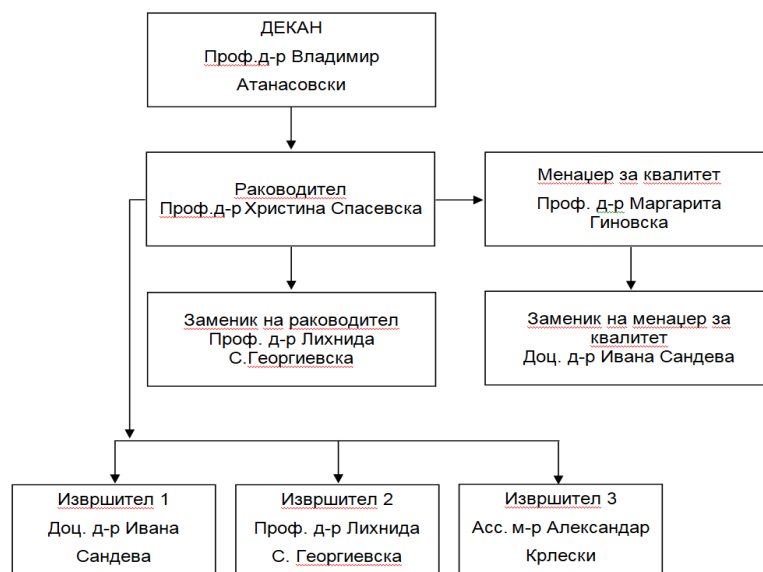 ДЕКАН
Проф.д-р Владимир
Атанасовски
Раководител
Проф.д-р Христина Спасевска
Менаџер за квалитет
Проф. д-р Маргарита
Гиновска
Заменик на раководител
Проф. д-р Лихнида
С.Георгиевска
Заменик на менаџер за
квалитет
Доц. д-р Ивана Сандева
Извршител 1
Доц. д-р Ивана
Сандева
Извршител 2
Проф. д-р Лихнида
С. Георгиевска
Извршител 3
Асс. м-р Александар
Крлески